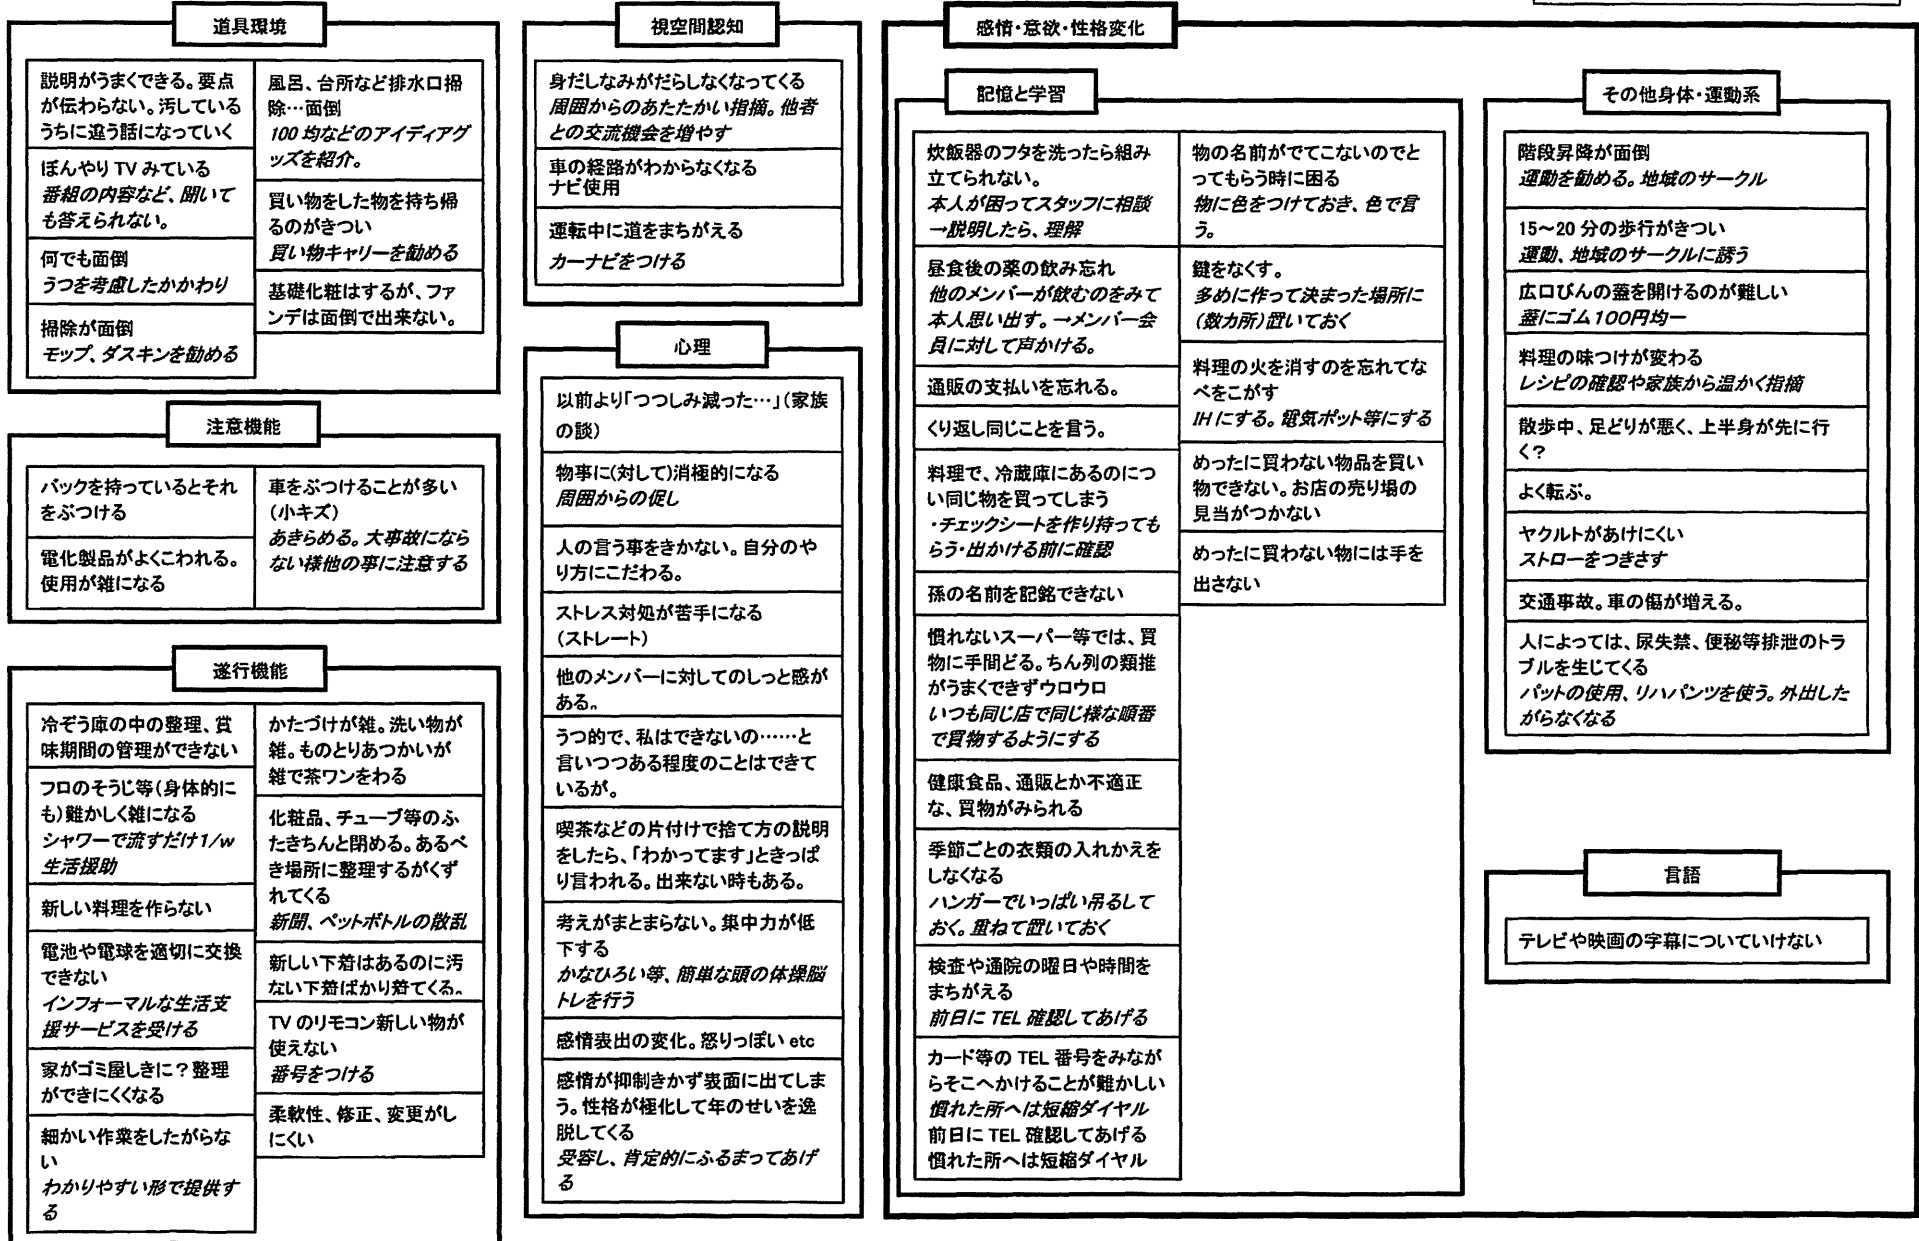 道具環境
説明がうまくできる。要点
が伝わらない。汚している
うちに違う話になっていく
ぼんやり TV みている
番組の内容など、聞いて
も答えられない。
何でも面倒
うつを考慮したかかわり
掃除が面倒
モップ、ダスキンを勧める
風呂、台所など排水口掃
除…面倒
100 均などのアイディアグ
ッズを紹介。
買い物をした物を持ち帰
るのがきつい
買い物キャリーを勧める
基礎化粧はするが、ファ
ンデは面倒で出来ない。
注意機能
バックを持っているとそれ
をぶつける
電化製品がよくこわれる。
使用が雑になる
車をぶつけることが多い
(小キズ)
あきらめる。大事故になら
ない様他の事に注意する
遂行機能
冷ぞう庫の中の整理、賞
味期間の管理ができない
フロのそうじ等(身体的に
も)難かしく雑になる
シャワーで流すだけ1/w
生活援助
新しい料理を作らない
電池や電球を適切に交換
できない
インフォーマルな生活支
援サービスを受ける
家がゴミ屋しきに?整理
ができにくくなる
細かい作業をしたがらな
い
わかりやすい形で提供す
る
かたづけが雑。洗い物が
雑。ものとりあつかいが
雑で茶ワンをわる
化粧品、チューブ等のふ
たきちんと閉める。あるべ
き場所に整理するがくず
れてくる
新聞、ペットボトルの散乱
新しい下着はあるのに汚
ない下着ばかり着てくる。
TV のリモコン新しい物が
使えない
番号をつける
柔軟性、修正、変更がし
にくい
視空間認知
身だしなみがだらしなくなってくる
周囲からのあたたかい指摘。他者
との交流機会を増やす
車の経路がわからなくなる
ナビ使用
運転中に道をまちがえる
カーナビをつける
心理
以前より「つつしみ減った…」(家族
の談)
物事に(対して)消極的になる
周囲からの促し
人の言う事をきかない。自分のや
り方にこだわる。
ストレス対処が苦手になる
(ストレート)
他のメンバーに対してのしっと感が
ある。
うつ的で、私はできないの……と
言いつつある程度のことはできて
いるが。
喫茶などの片付けで捨て方の説明
をしたら、「わかってます」ときっぱ
り言われる。出来ない時もある。
考えがまとまらない。集中力が低
下する
かなひろい等、簡単な頭の体操脳
トレを行う
感情表出の変化。怒りっぽい etc
感情が抑制きかず表面に出てしま
う。性格が極化して年のせいを逸
脱してくる
受容し、肯定的にふるまってあげ
る
感情・意欲・性格変化
記憶と学習
炊飯器のフタを洗ったら組み
立てられない。
本人が困ってスタッフに相談
→説明したら、理解
昼食後の薬の飲み忘れ
他のメンバーが飲むのをみて
本人思い出す。→メンバー会
員に対して声かける。
通販の支払いを忘れる。
くり返し同じことを言う。
料理で、冷蔵庫にあるのにつ
い同じ物を買ってしまう
・チェックシートを作り持っても
らう・出かける前に確認
孫の名前を記銘できない
慣れないスーパー等では、買
物に手間どる。ちん列の類推
がうまくできずウロウロ
いつも同じ店で同じ様な順番
で買物するようにする
健康食品、通販とか不適正
な、買物がみられる
季節ごとの衣類の入れかえを
しなくなる
ハンガーでいっぱい吊るして
おく。重ねて置いておく
検査や通院の曜日や時間を
まちがえる
前日に TEL 確認してあげる
カード等の TEL 番号をみなが
らそこへかけることが難かしい
慣れた所へは短縮ダイヤル
前日に TEL 確認してあげる
慣れた所へは短縮ダイヤル
物の名前がでてこないのでと
ってもらう時に困る
物に色をつけておき、色で言
う。
鍵をなくす。
多めに作って決まった場所に
(数カ所)置いておく
料理の火を消すのを忘れてな
べをこがす
IH にする。電気ポット等にする
めったに買わない物品を買い
物できない。お店の売り場の
見当がつかない
めったに買わない物には手を
出さない
その他身体・運動系
階段昇降が面倒
運動を勧める。地域のサークル
15～20 分の歩行がきつい
運動、地域のサークルに誘う
広口びんの蓋を開けるのが難しい
蓋にゴム100円均一
料理の味つけが変わる
レシピの確認や家族から温かく指摘
散歩中、足どりが悪く、上半身が先に行
く?
よく転ぶ。
ヤクルトがあけにくい
ストローをつきさす
交通事故。車の傷が増える。
人によっては、尿失禁、便秘等排泄のトラ
ブルを生じてくる
パットの使用、リハパンツを使う。外出した
がらなくなる
言語
テレビや映画の字幕についていけない